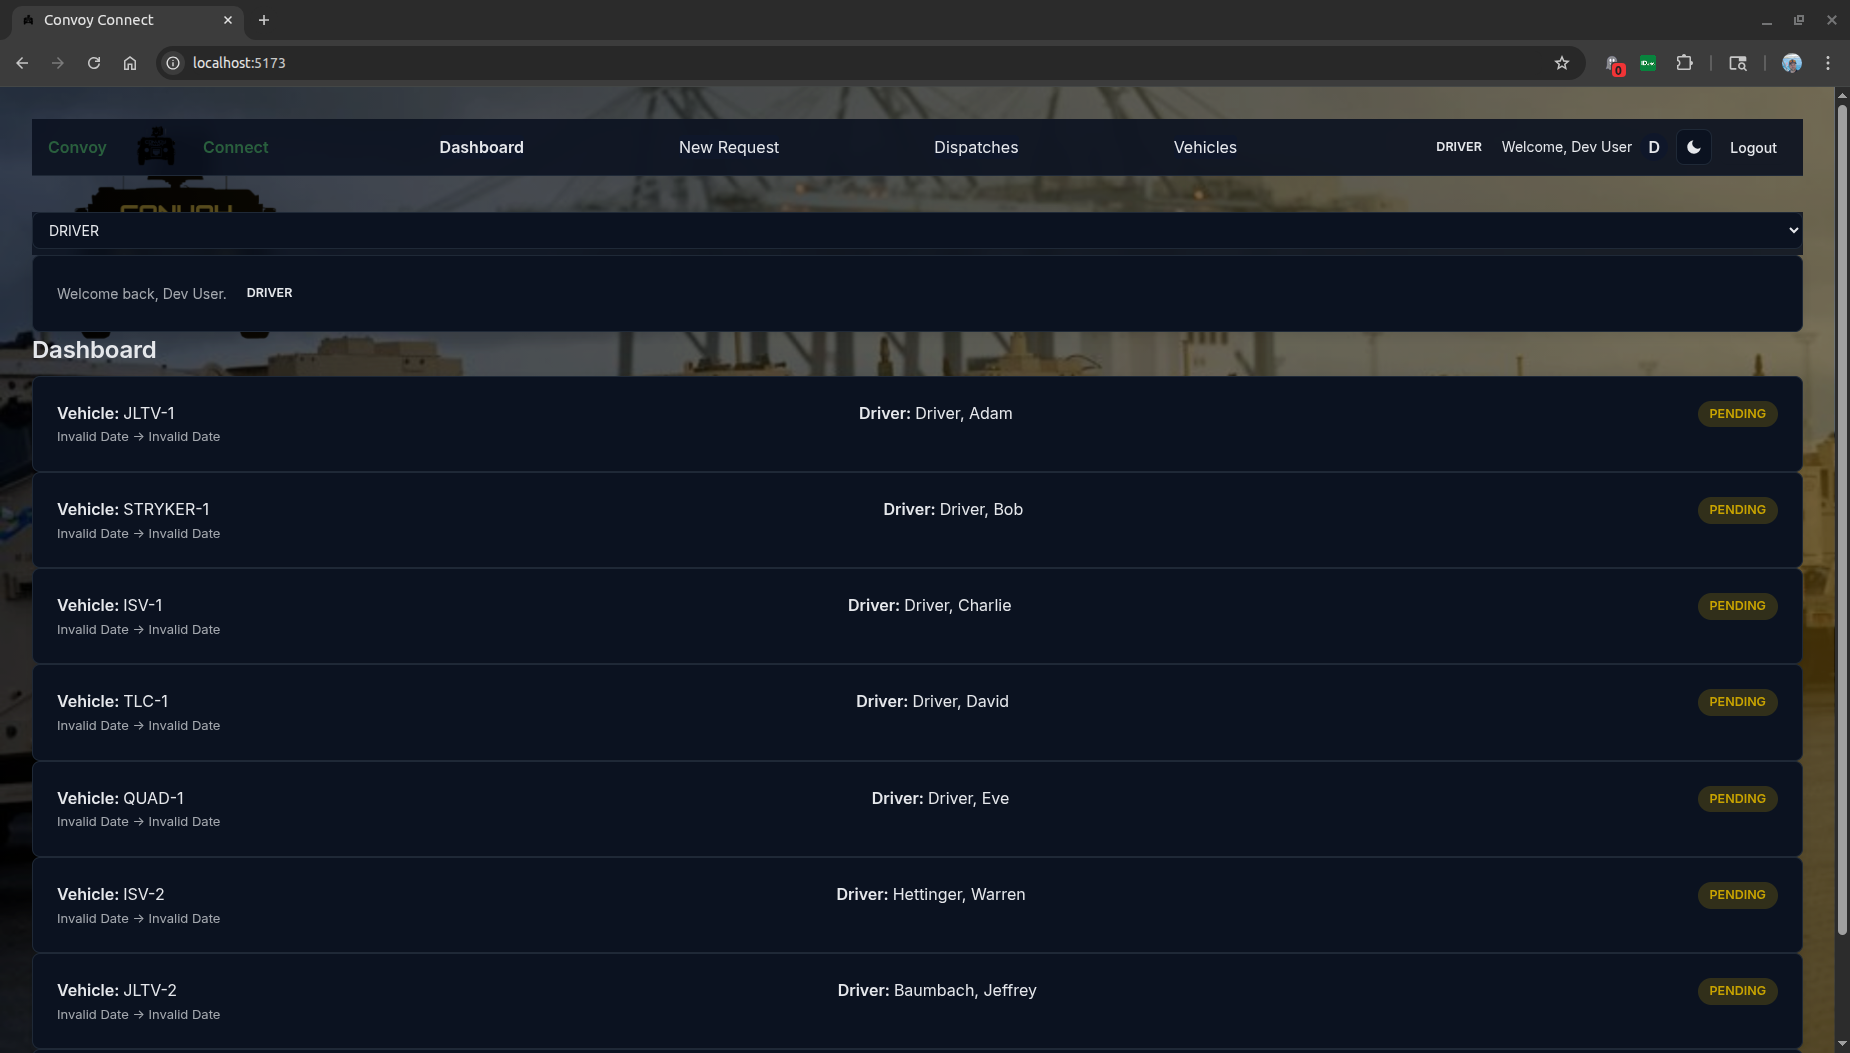 Convoy Connect
localhost:5173
0
Convoy Connect Dashboard New Request Dispatches Vehicles DRIVER Welcome, Dev User D Logout
CONVOY
DRIVER
Welcome back, Dev User. DRIVER
Dashboard
Vehicle: JLTV-1 Driver: Driver, Adam PENDING
Invalid Date → Invalid Date
Vehicle: STRYKER-1 Driver: Driver, Bob PENDING
Invalid Date → Invalid Date
Vehicle: ISV-1 Driver: Driver, Charlie PENDING
Invalid Date → Invalid Date
Vehicle: TLC-1 Driver: Driver, David PENDING
Invalid Date → Invalid Date
Vehicle: QUAD-1 Driver: Driver, Eve PENDING
Invalid Date → Invalid Date
Vehicle: ISV-2 Driver: Hettinger, Warren PENDING
Invalid Date → Invalid Date
Vehicle: JLTV-2 Driver: Baumbach, Jeffrey PENDING
Invalid Date → Invalid Date